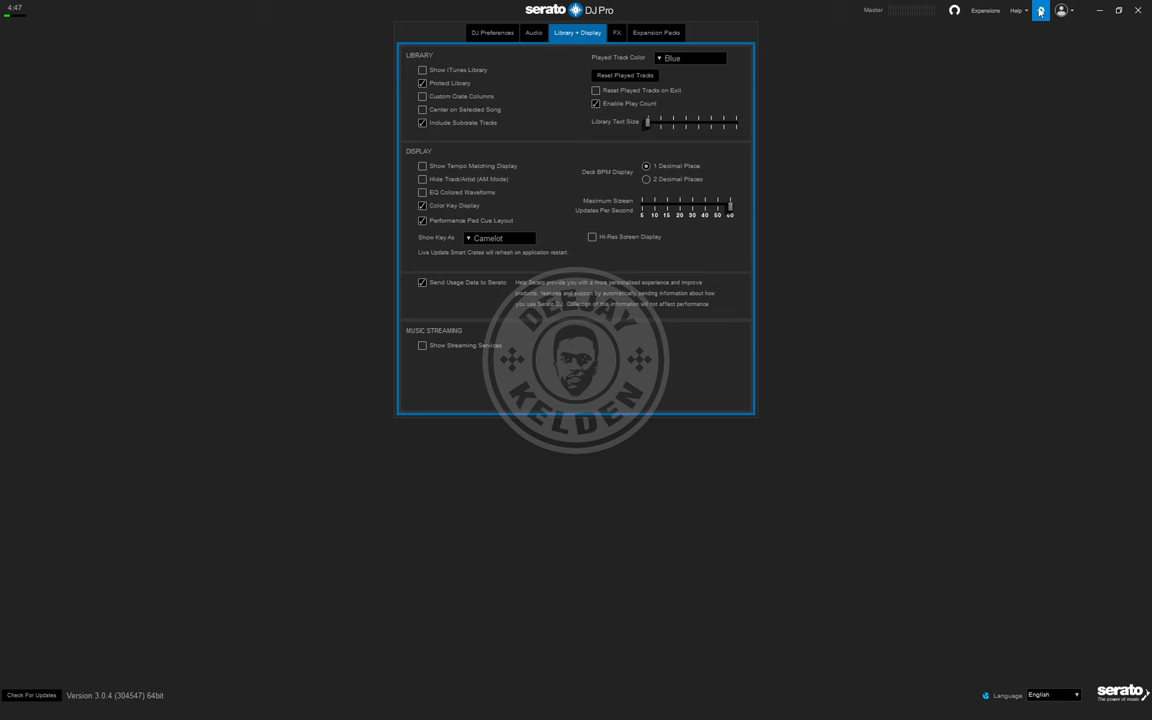 4:47
serato DJ Pro
Master
Expansions
Help
DJ Preferences
Audio
Library + Display
FX
Expansion Packs
LIBRARY
Show iTunes Library
Protect Library
Custom Crate Columns
Center on Selected Song
Include Subcrate Tracks
Played Track Color
Blue
Reset Played Tracks
Reset Played Tracks on Exit
Enable Play Count
Library Text Size
DISPLAY
Show Tempo Matching Display
Hide Track/Artist (AM Mode)
EQ Colored Waveforms
Color Key Display
Performance Pad Cue Layout
Show Key As
Camelot
Live Update Smart Crates will refresh on application restart.
Deck BPM Display
1 Decimal Place
2 Decimal Places
Maximum Screen
Updates Per Second
5 10 15 20 30 40 50 60
Hi-Res Screen Display
Send Usage Data to Serato
Help Serato provide you with a more personalised experience and improve
products, features and support by automatically sending information about how
you use Serato DJ. Collection of this information will not affect performance
MUSIC STREAMING
Show Streaming Services
DEEJAY
KELDEN
Check For Updates
Version 3.0.4 (304547) 64bit
Language
English
serato
The power of music